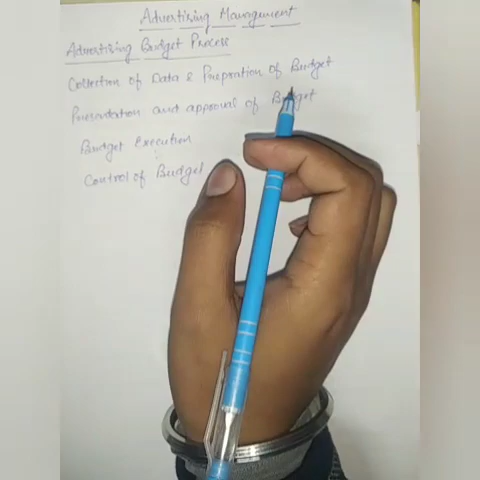 Advertising Management
Advertising Budget Process
Collection of Data & Prepration of Budget
Presentation and approval of Budget
Budget Execution
Control of Budget